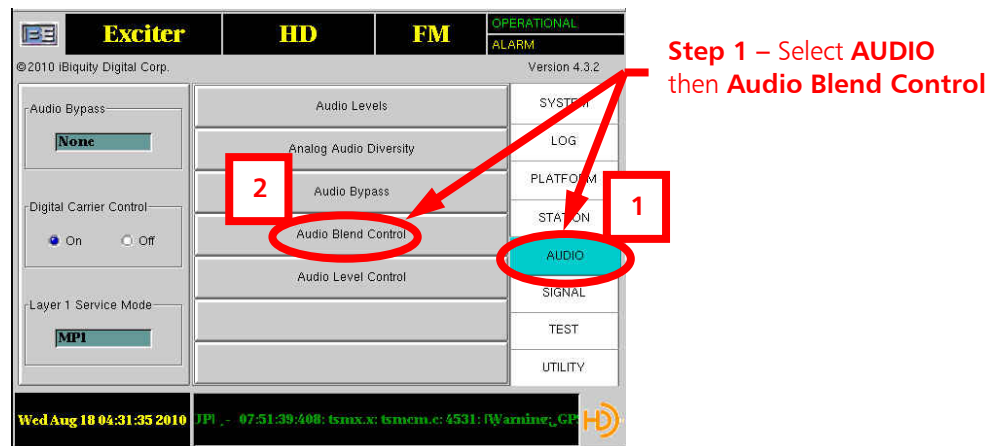 Exciter
HD
FM
OPERATIONAL
ALARM
©2010 iBiquity Digital Corp.
Version 4.3.2
Audio Bypass
None
Digital Carrier Control
On
Off
Layer 1 Service Mode
MP1
Audio Levels
Analog Audio Diversity
Audio Bypass
Audio Blend Control
Audio Level Control
SYSTEM
LOG
PLATFORM
STATION
AUDIO
SIGNAL
TEST
UTILITY
2
1
Step 1 – Select AUDIO
then Audio Blend Control
Wed Aug 18 04:31:35 2010
07:51:39:408: tsmx.x: tsmcm.c: 4531:
HD